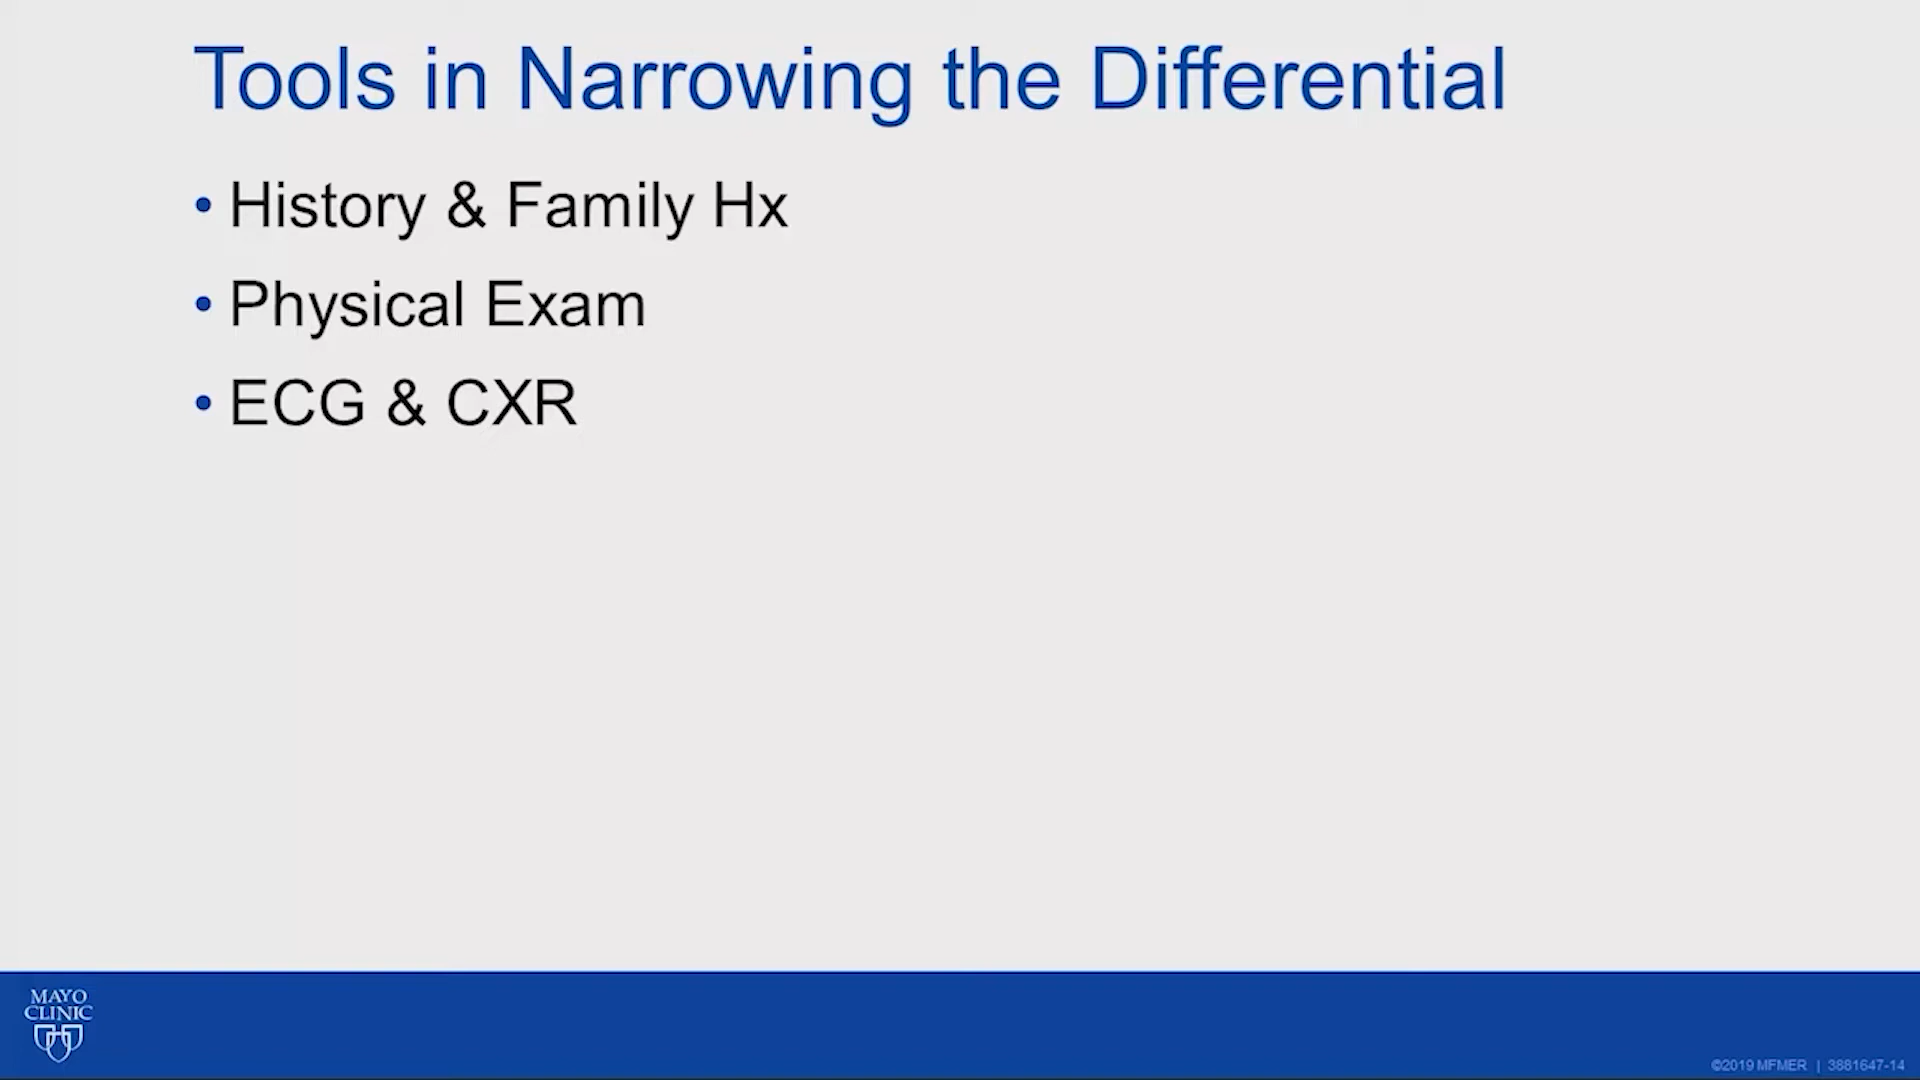 Tools in Narrowing the Differential
• History & Family Hx
• Physical Exam
• ECG & CXR
MAYO
CLINIC
©2019 MFMER | 3881647-14